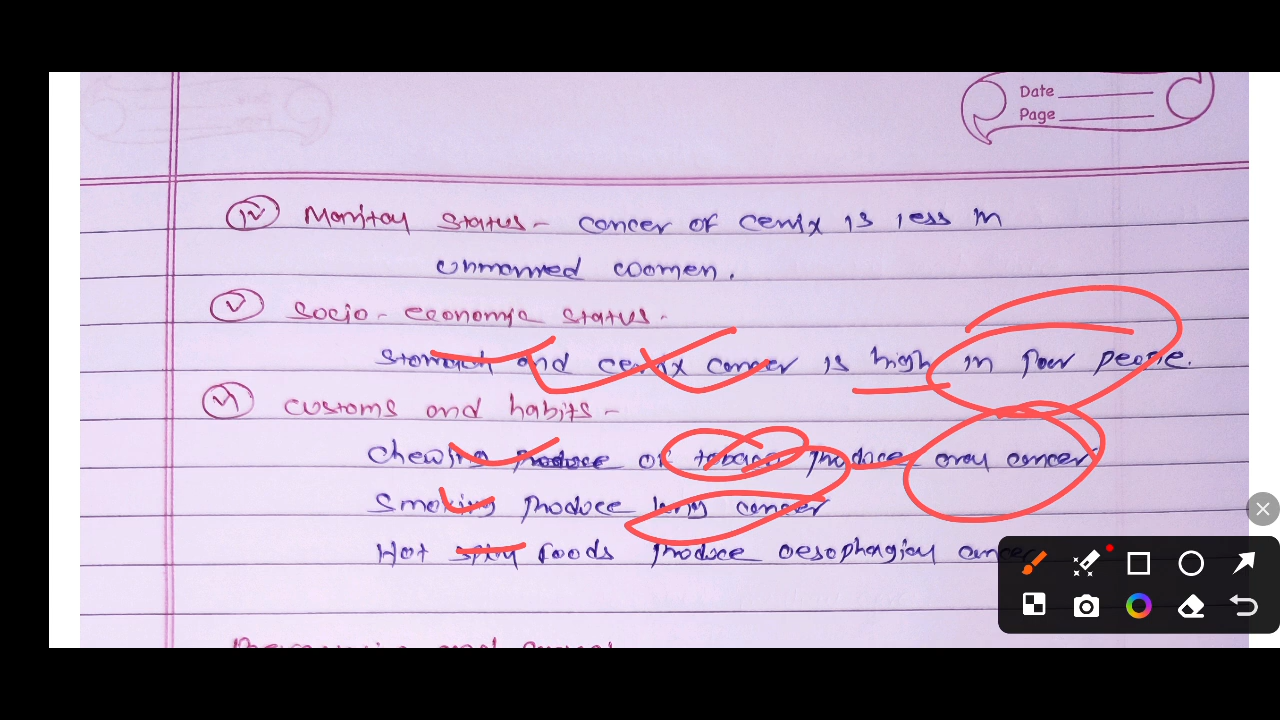 Date
Page
iv Marritay status - cancer of cervix is less in
unmarried women.
v Socio-economic status -
Stomach and cervix cancer is high in poor people.
vi Customs and habits -
Chewing produce of tobacco produce oral cancer
Smoking produce lung cancer
Hot spicy foods produce oesophagial cancer